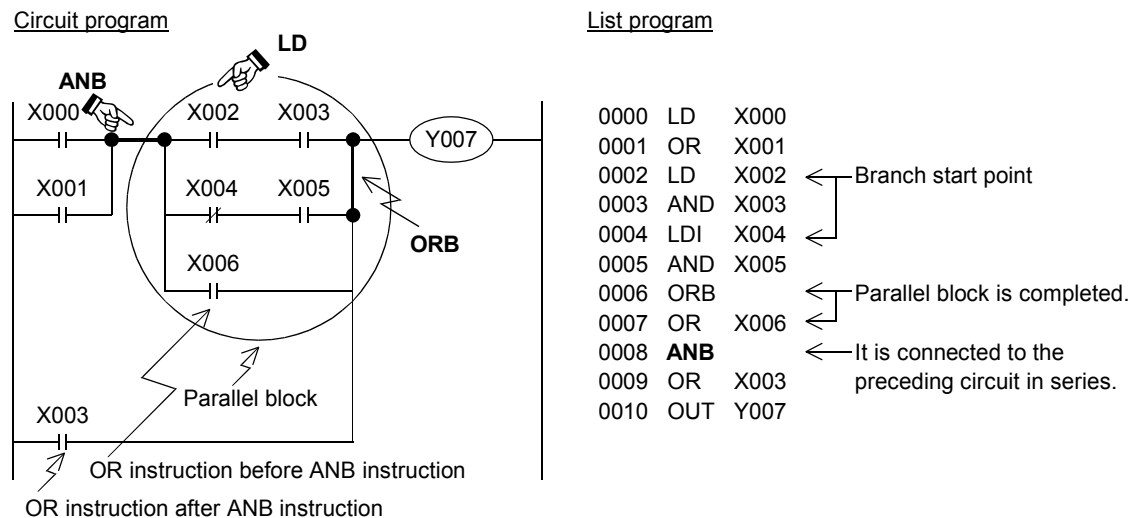 Circuit program
LD
ANB
X000
X002
X003
Y007
X001
X004
X005
ORB
X006
Parallel block
X003
OR instruction before ANB instruction
OR instruction after ANB instruction
List program
0000 LD X000
0001 OR X001
0002 LD X002 Branch start point
0003 AND X003
0004 LDI X004
0005 AND X005
0006 ORB Parallel block is completed.
0007 OR X006
0008 ANB It is connected to the
0009 OR X003 preceding circuit in series.
0010 OUT Y007